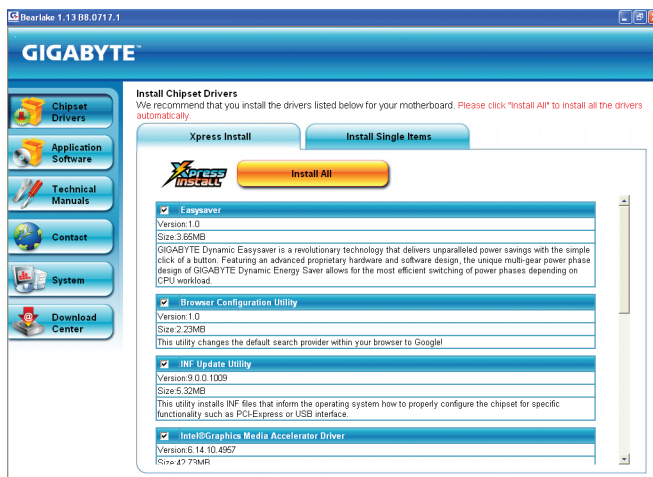 Bearlake 1.13 B8.0717.1
GIGABYTE™
Chipset
Drivers
Application
Software
Technical
Manuals
Contact
System
Download
Center
Install Chipset Drivers
We recommend that you install the drivers listed below for your motherboard. Please click "Install All" to install all the drivers
automatically.
Xpress Install
Install Single Items
Xpress
INSTALL
Install All
Easysaver
Version:1.0
Size:3.65MB
GIGABYTE Dynamic Easysaver is a revolutionary technology that delivers unparalleled power savings with the simple
click of a button. Featuring an advanced proprietary hardware and software design, the unique multi-gear power phase
design of GIGABYTE Dynamic Energy Saver allows for the most efficient switching of power phases depending on
CPU workload.
Browser Configuration Utility
Version:1.0
Size:2.23MB
This utility changes the default search provider within your browser to Google!
INF Update Utility
Version:9.0.0.1009
Size:5.32MB
This utility installs INF files that inform the operating system how to properly configure the chipset for specific
functionality such as PCI-Express or USB interface.
Intel®Graphics Media Accelerator Driver
Version:6.14.10.4957
Size:42.73MB